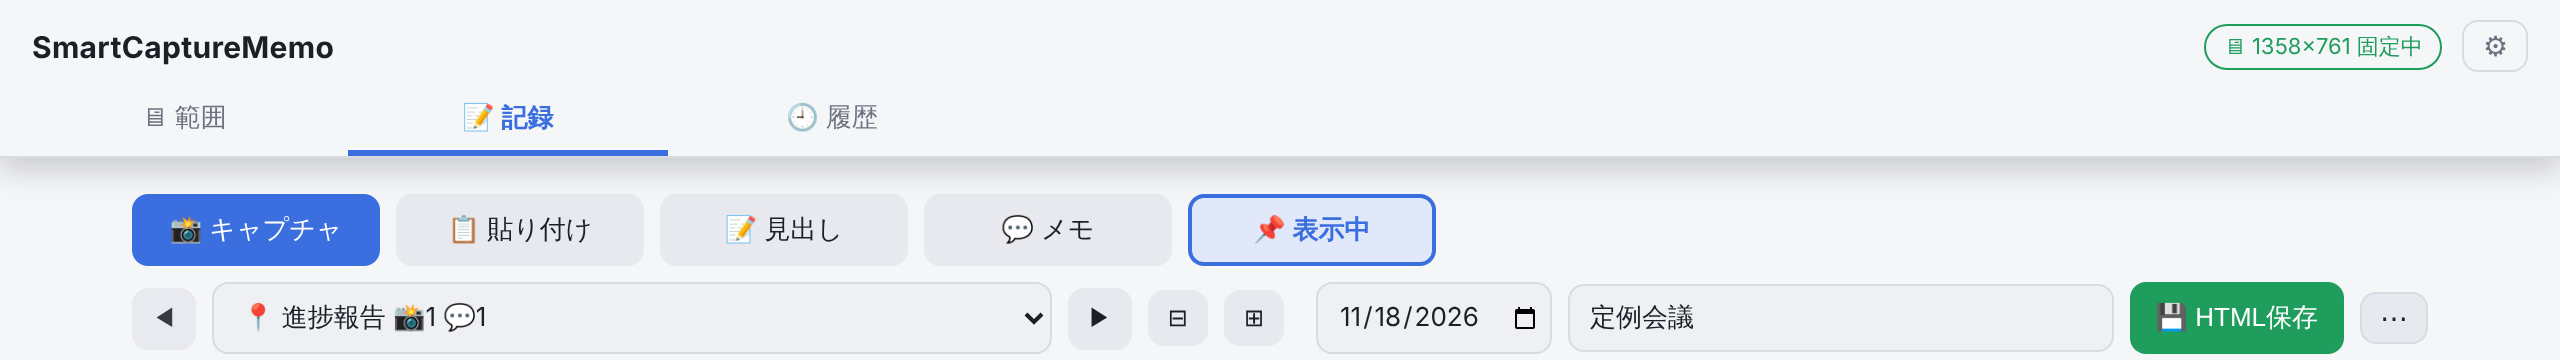 SmartCaptureMemo
🖥 1358×761 固定中 ⚙
🖥 範囲 📝 記録 🕘 履歴
📸 キャプチャ 📋 貼り付け 📝 見出し 💬 メモ 📌 表示中
◀ 📍 進捗報告 📸1 💬1 ▶ ⊟ ⊞ 11/18/2026 定例会議 💾 HTML保存 …